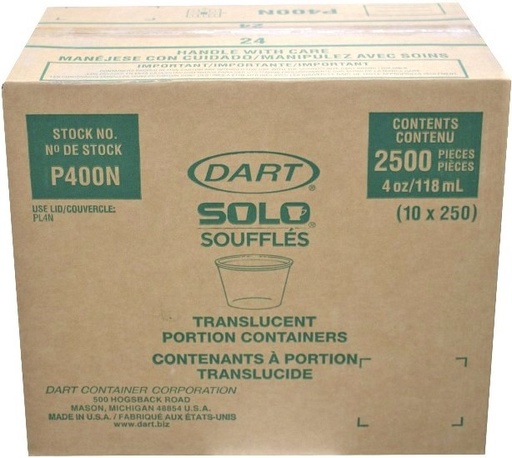 P400N
24
24
HANDLE WITH CARE
MANÉJESE CON CUIDADO/MANIPULEZ AVEC SOINS
IMPORTANT/IMPORTANTE/IMPORTANT
STOCK NO.
Nº DE STOCK
P400N
USE LID/COUVERCLE:
PL4N
CONTENTS
CONTENU
2500 PIECES
PIÈCES
4 oz/118 mL
(10 x 250)
DART®
SOLO®
SOUFFLÉS
TRANSLUCENT
PORTION CONTAINERS
CONTENANTS À PORTION
TRANSLUCIDE
DART CONTAINER CORPORATION
500 HOGSBACK ROAD
MASON, MICHIGAN 48854 U.S.A.
MADE IN U.S.A. / FABRIQUÉ AUX ÉTATS-UNIS
www.dart.biz